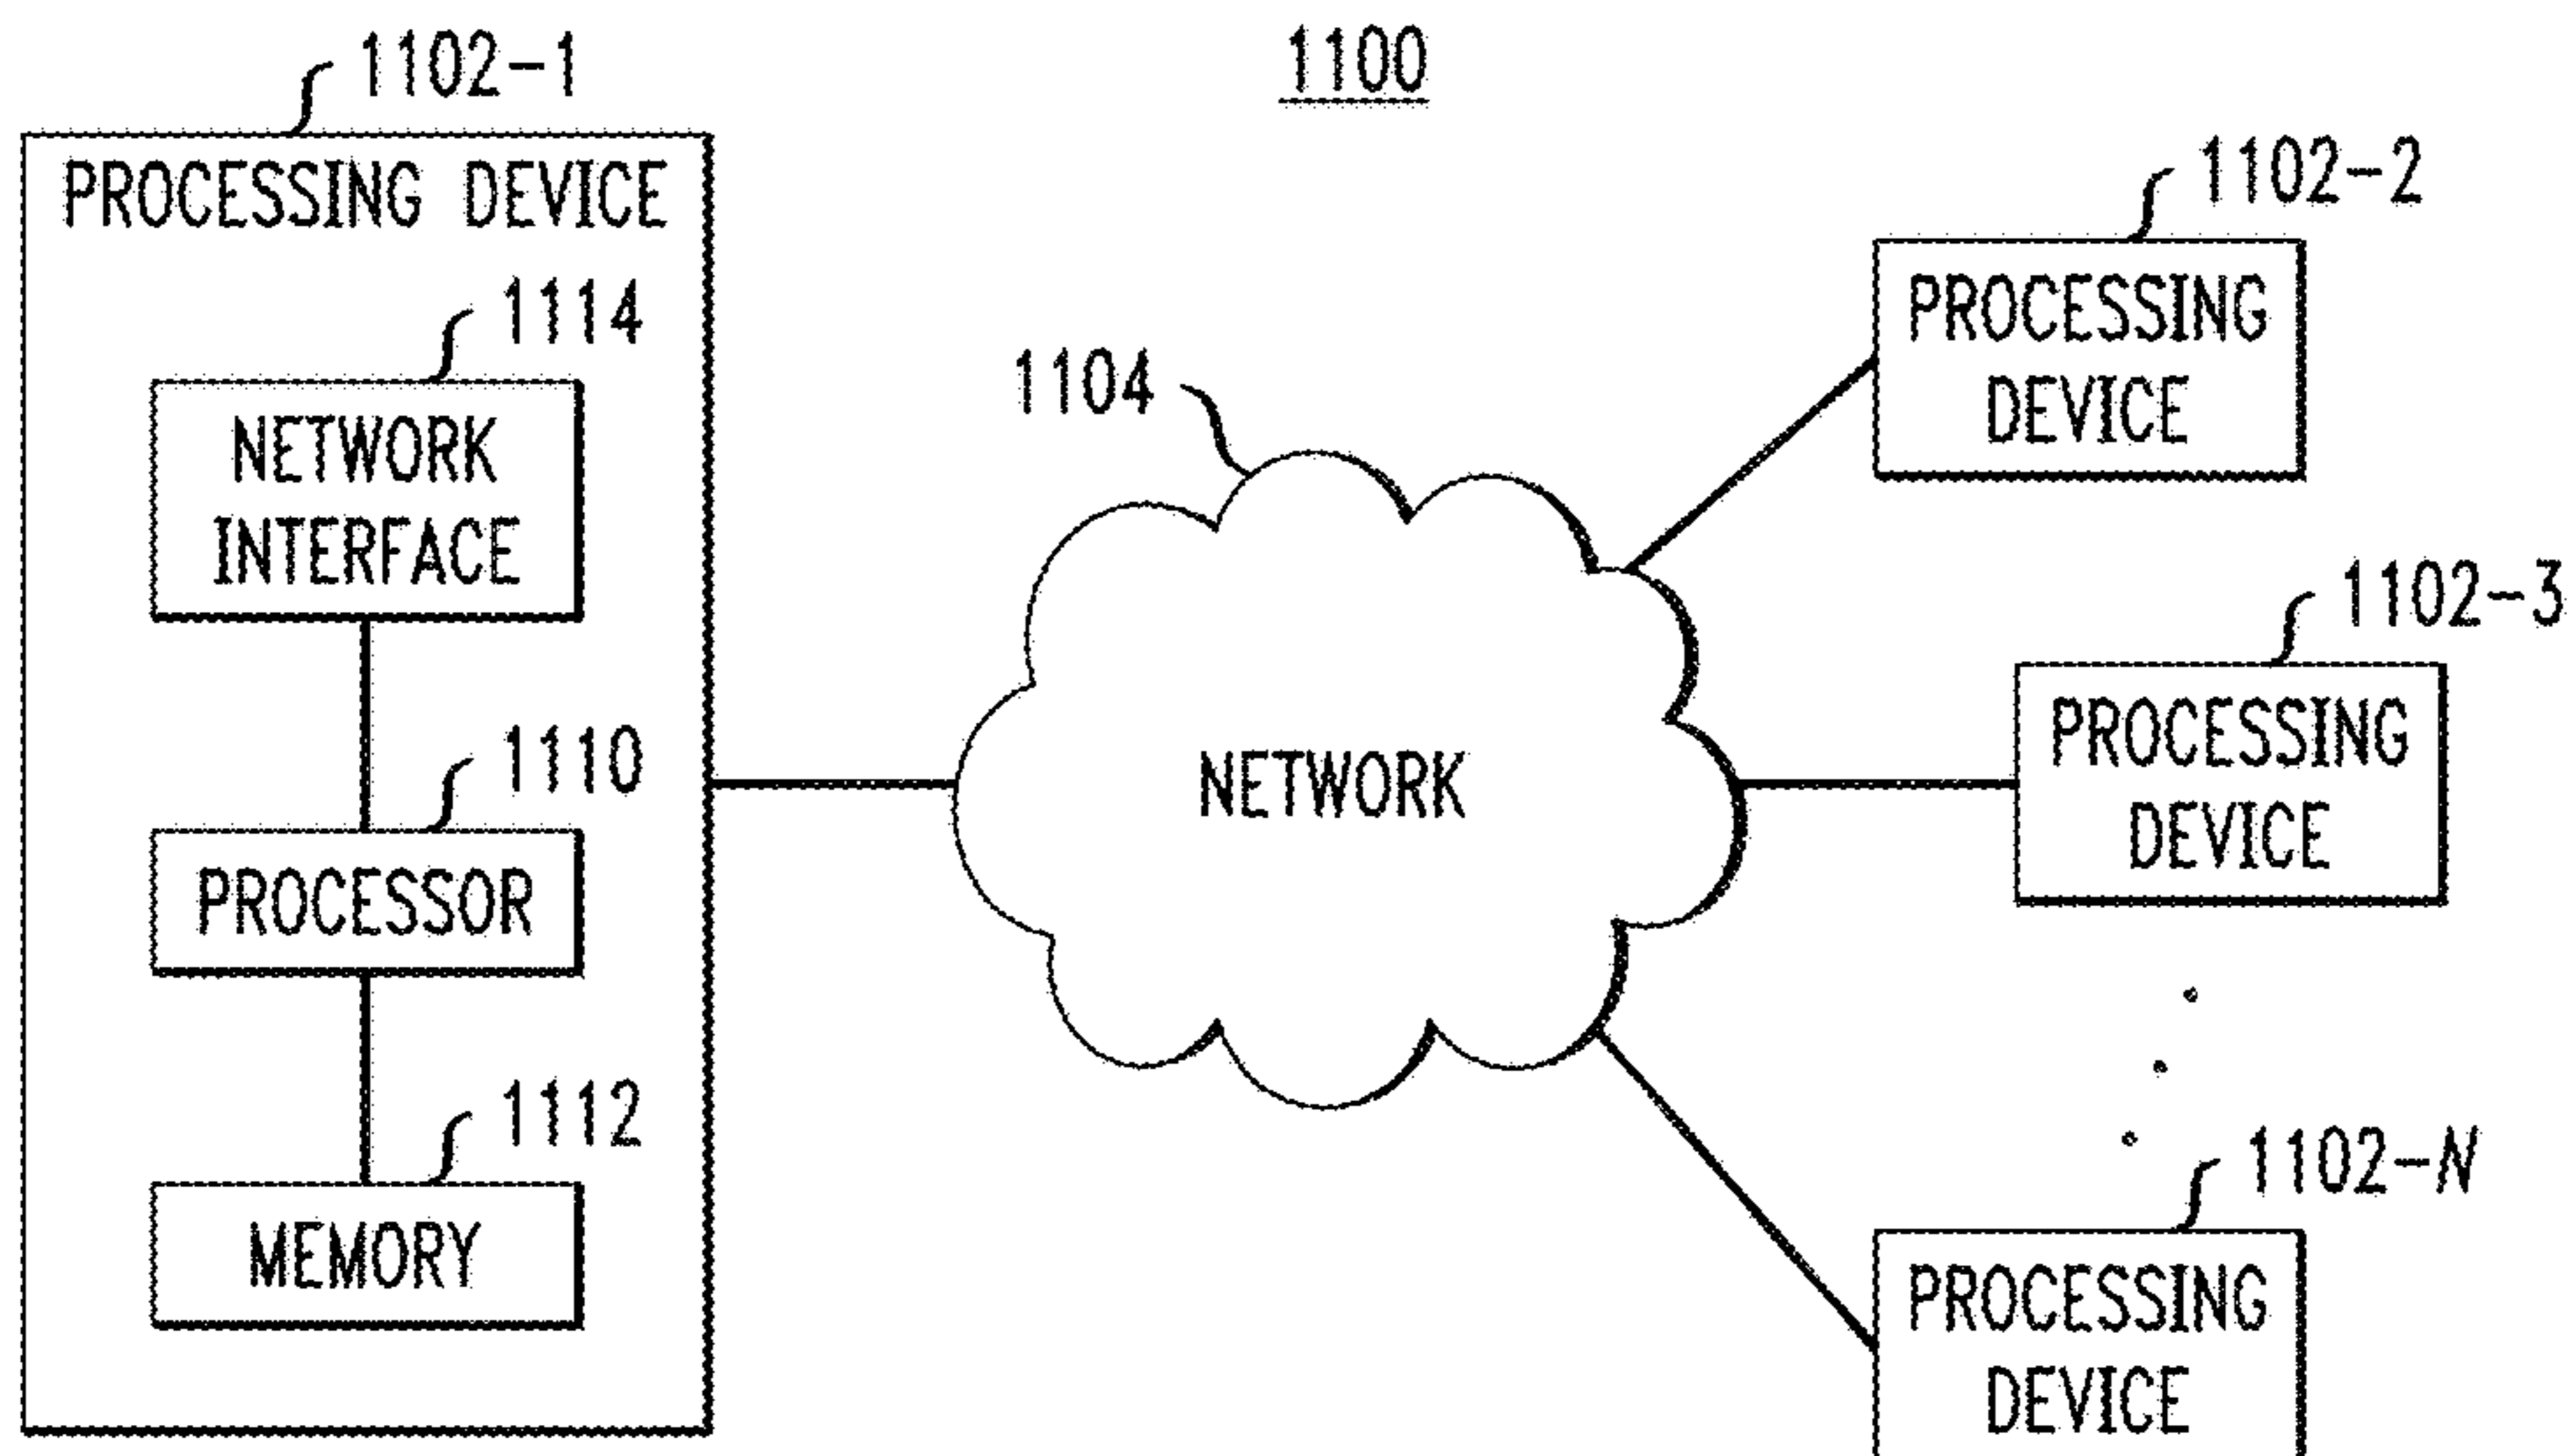 1100
1102-1
PROCESSING DEVICE
1114
NETWORK
INTERFACE
1110
PROCESSOR
1112
MEMORY
1104
NETWORK
1102-2
PROCESSING
DEVICE
1102-3
PROCESSING
DEVICE
1102-N
PROCESSING
DEVICE